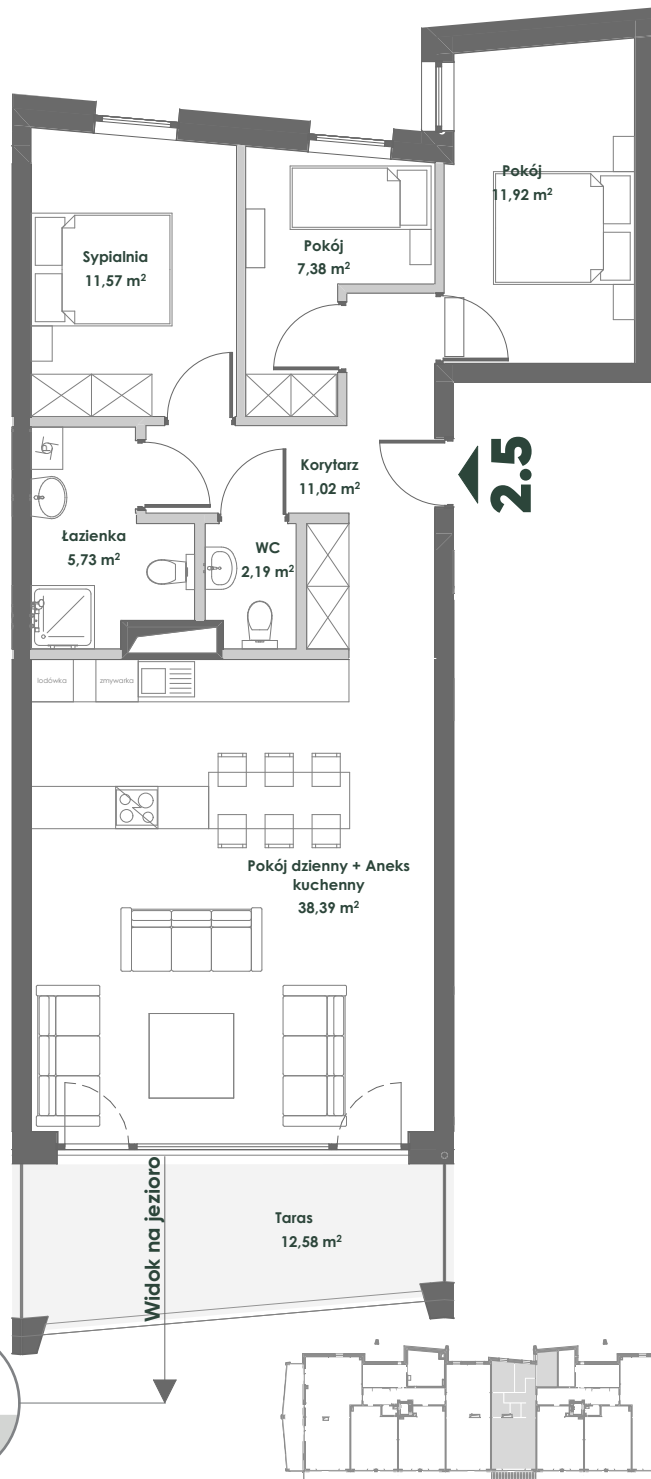 Pokój
11,92 m²
Sypialnia
11,57 m²
Pokój
7,38 m²
Korytarz
11,02 m²
2.5
Łazienka
5,73 m²
WC
2,19 m²
lodówka
zmywarka
Pokój dzienny + Aneks
kuchenny
38,39 m²
Widok na jezioro
Taras
12,58 m²